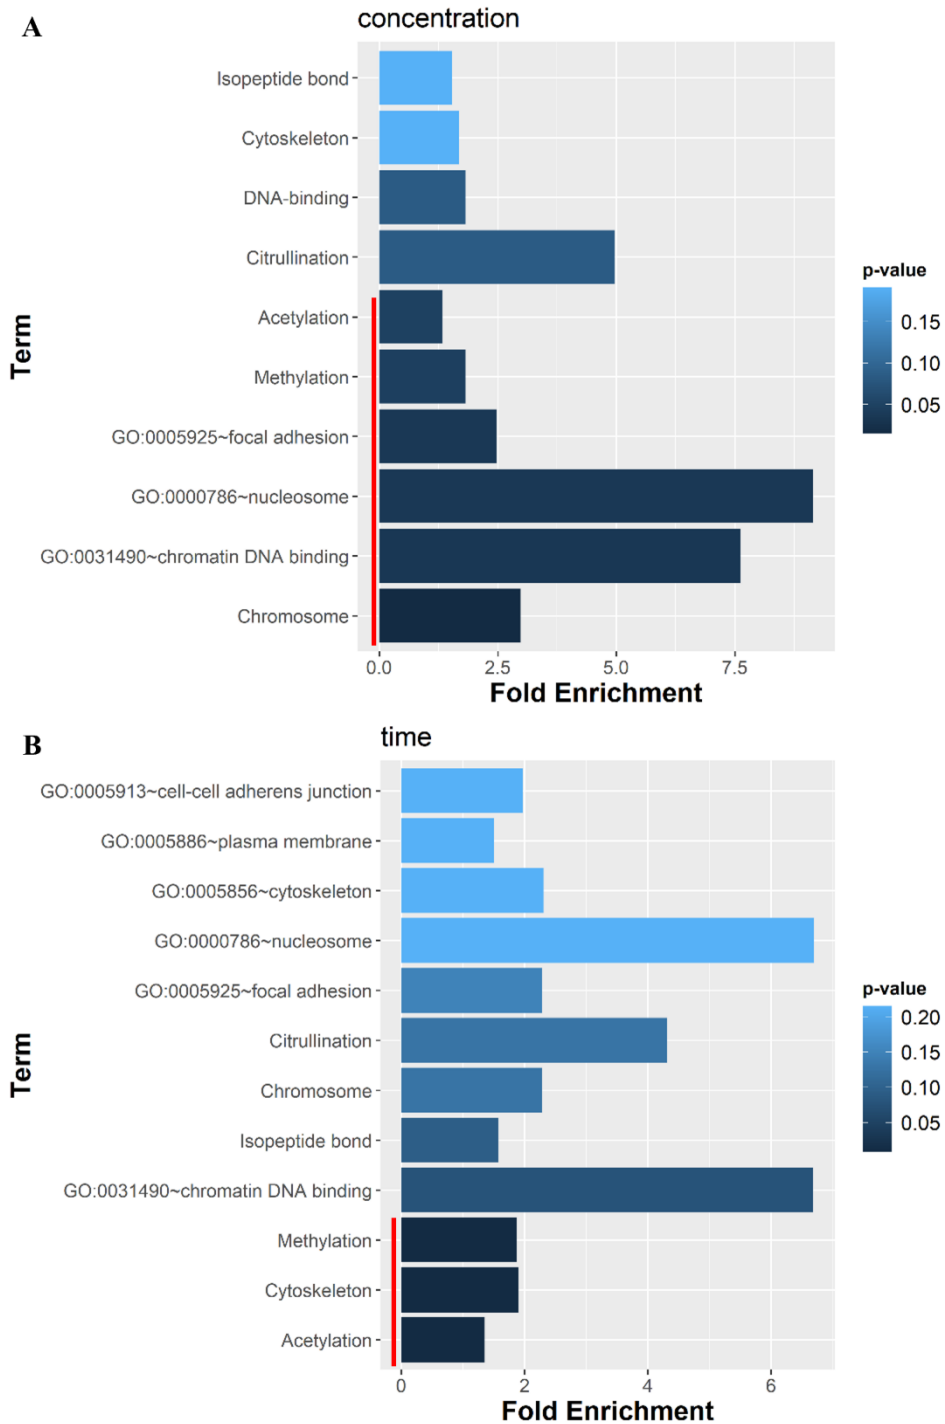 A
concentration
Isopeptide bond
Cytoskeleton
DNA-binding
Citrullination
Acetylation
Methylation
GO:0005925~focal adhesion
GO:0000786~nucleosome
GO:0031490~chromatin DNA binding
Chromosome
Term
0.0 2.5 5.0 7.5
Fold Enrichment
p-value
0.15
0.10
0.05
B
time
GO:0005913~cell-cell adherens junction
GO:0005886~plasma membrane
GO:0005856~cytoskeleton
GO:0000786~nucleosome
GO:0005925~focal adhesion
Citrullination
Chromosome
Isopeptide bond
GO:0031490~chromatin DNA binding
Methylation
Cytoskeleton
Acetylation
Term
0 2 4 6
Fold Enrichment
p-value
0.20
0.15
0.10
0.05